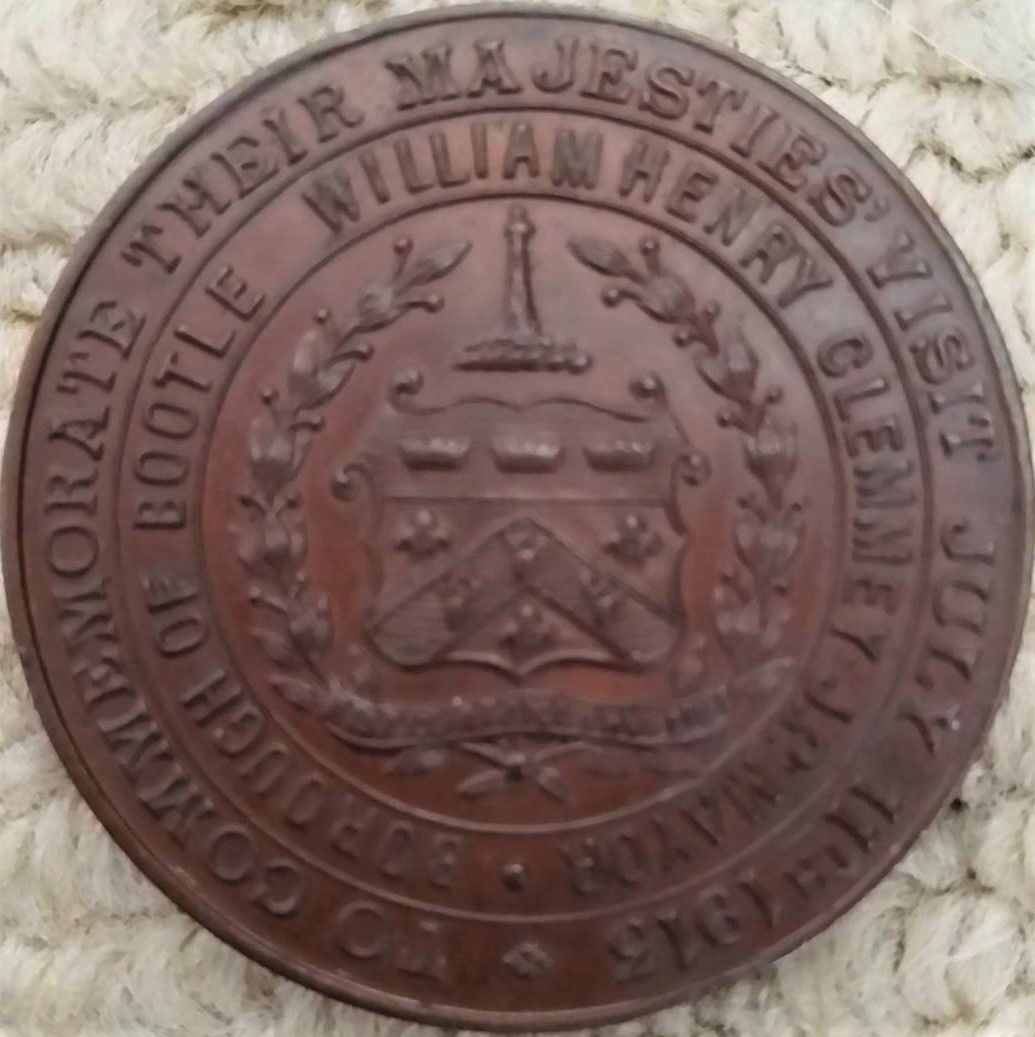 TO COMMEMORATE THEIR MAJESTIES' VISIT JULY 11TH 1913
BOROUGH OF BOOTLE WILLIAM HENRY CLEMMEY J.P. MAYOR